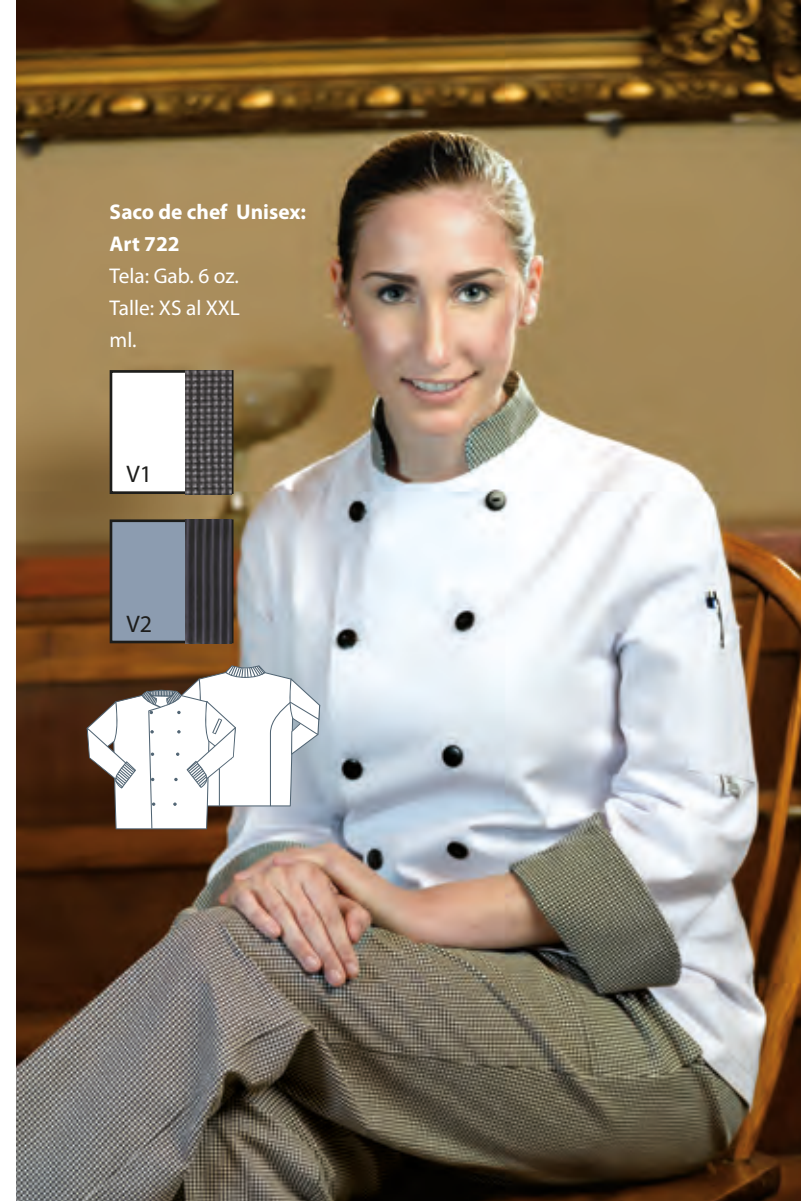 Saco de chef Unisex:
Art 722
Tela: Gab. 6 oz.
Talle: XS al XXL
ml.
V1
V2